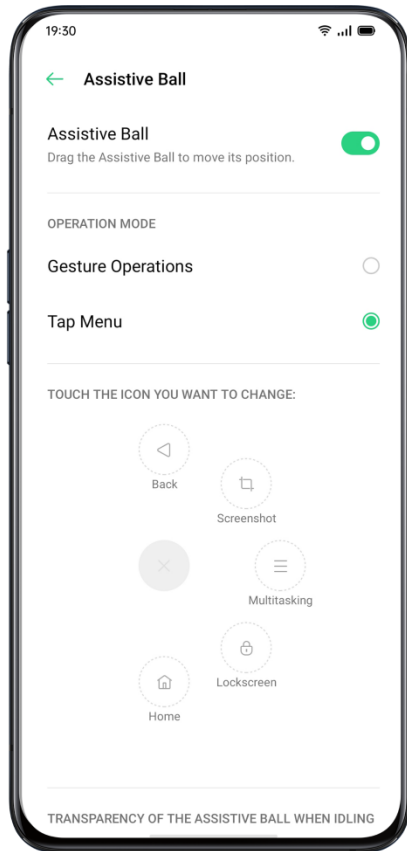 19:30
Assistive Ball
Assistive Ball
Drag the Assistive Ball to move its position.
OPERATION MODE
Gesture Operations
Tap Menu
TOUCH THE ICON YOU WANT TO CHANGE:
Back
Screenshot
Multitasking
Lockscreen
Home
TRANSPARENCY OF THE ASSISTIVE BALL WHEN IDLING